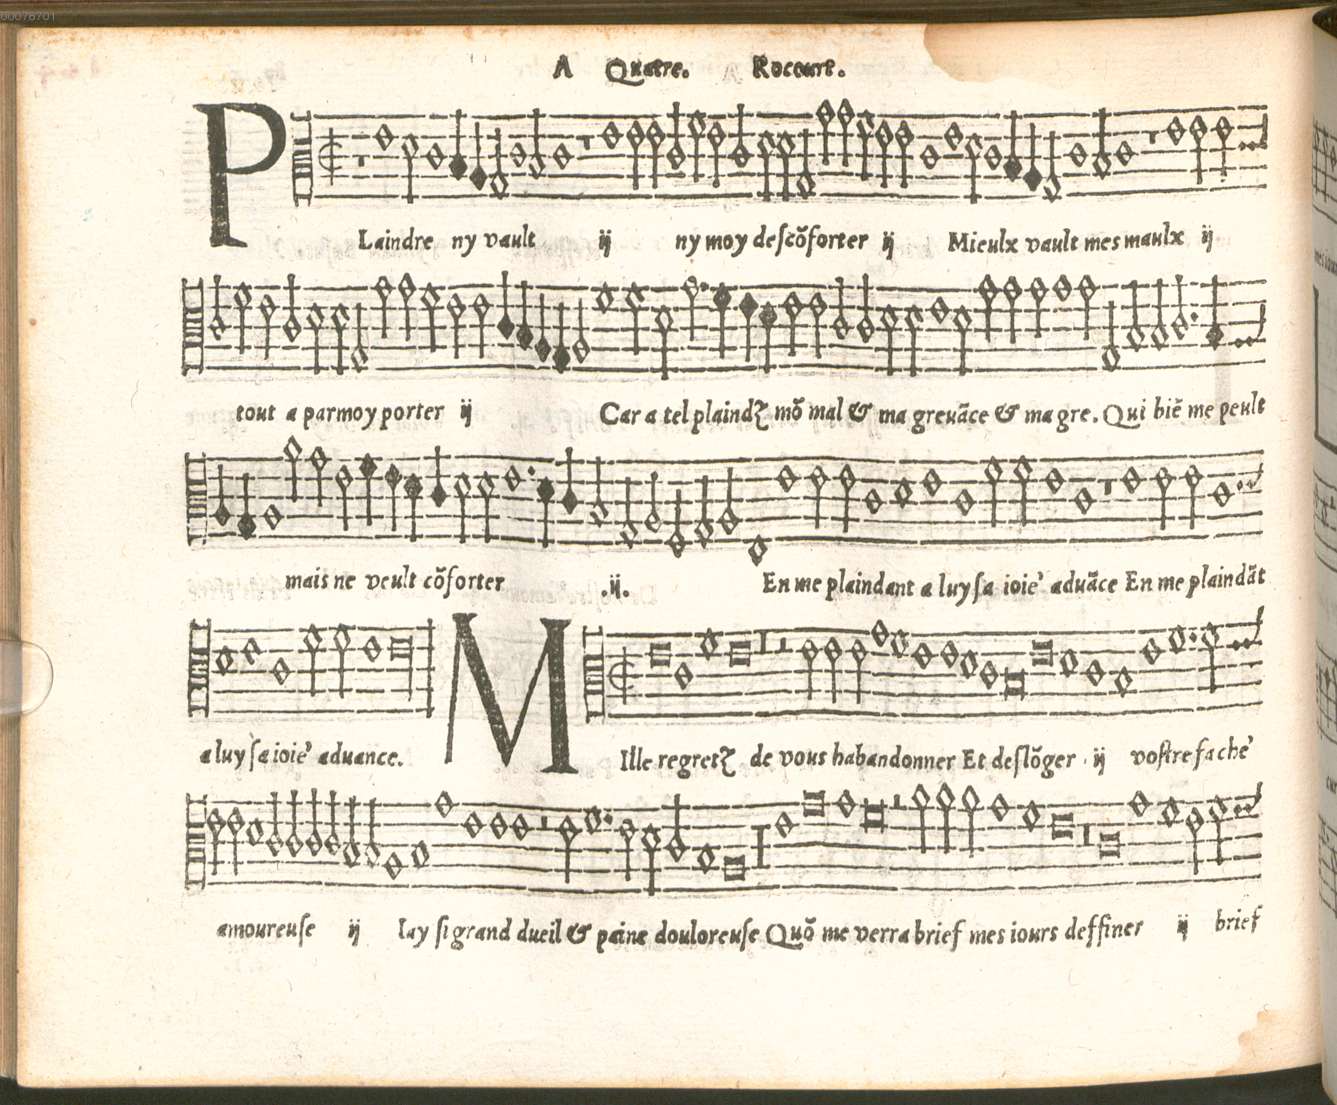 00078701
A Quatre. Rocourt.
PLaindre ny vault ij ny moy descõforter ij Mieulx vault mes maulx ij
tout a par moy porter ij Car a tel plaindꝫ mõ mal & ma greuãce & ma gre. Qui biẽ me peult
mais ne veult cõforter .ij. En me plaindant a luy sa ioie' aduãce En me plaindãt
a luy sa ioie' aduance. MIlle regretꝫ de vous habandonner Et deslõger ij vostre fache'
amoureuse ij Iay si grand dueil & paine douloreuse Quõ me verra brief mes iours deffiner ij brief